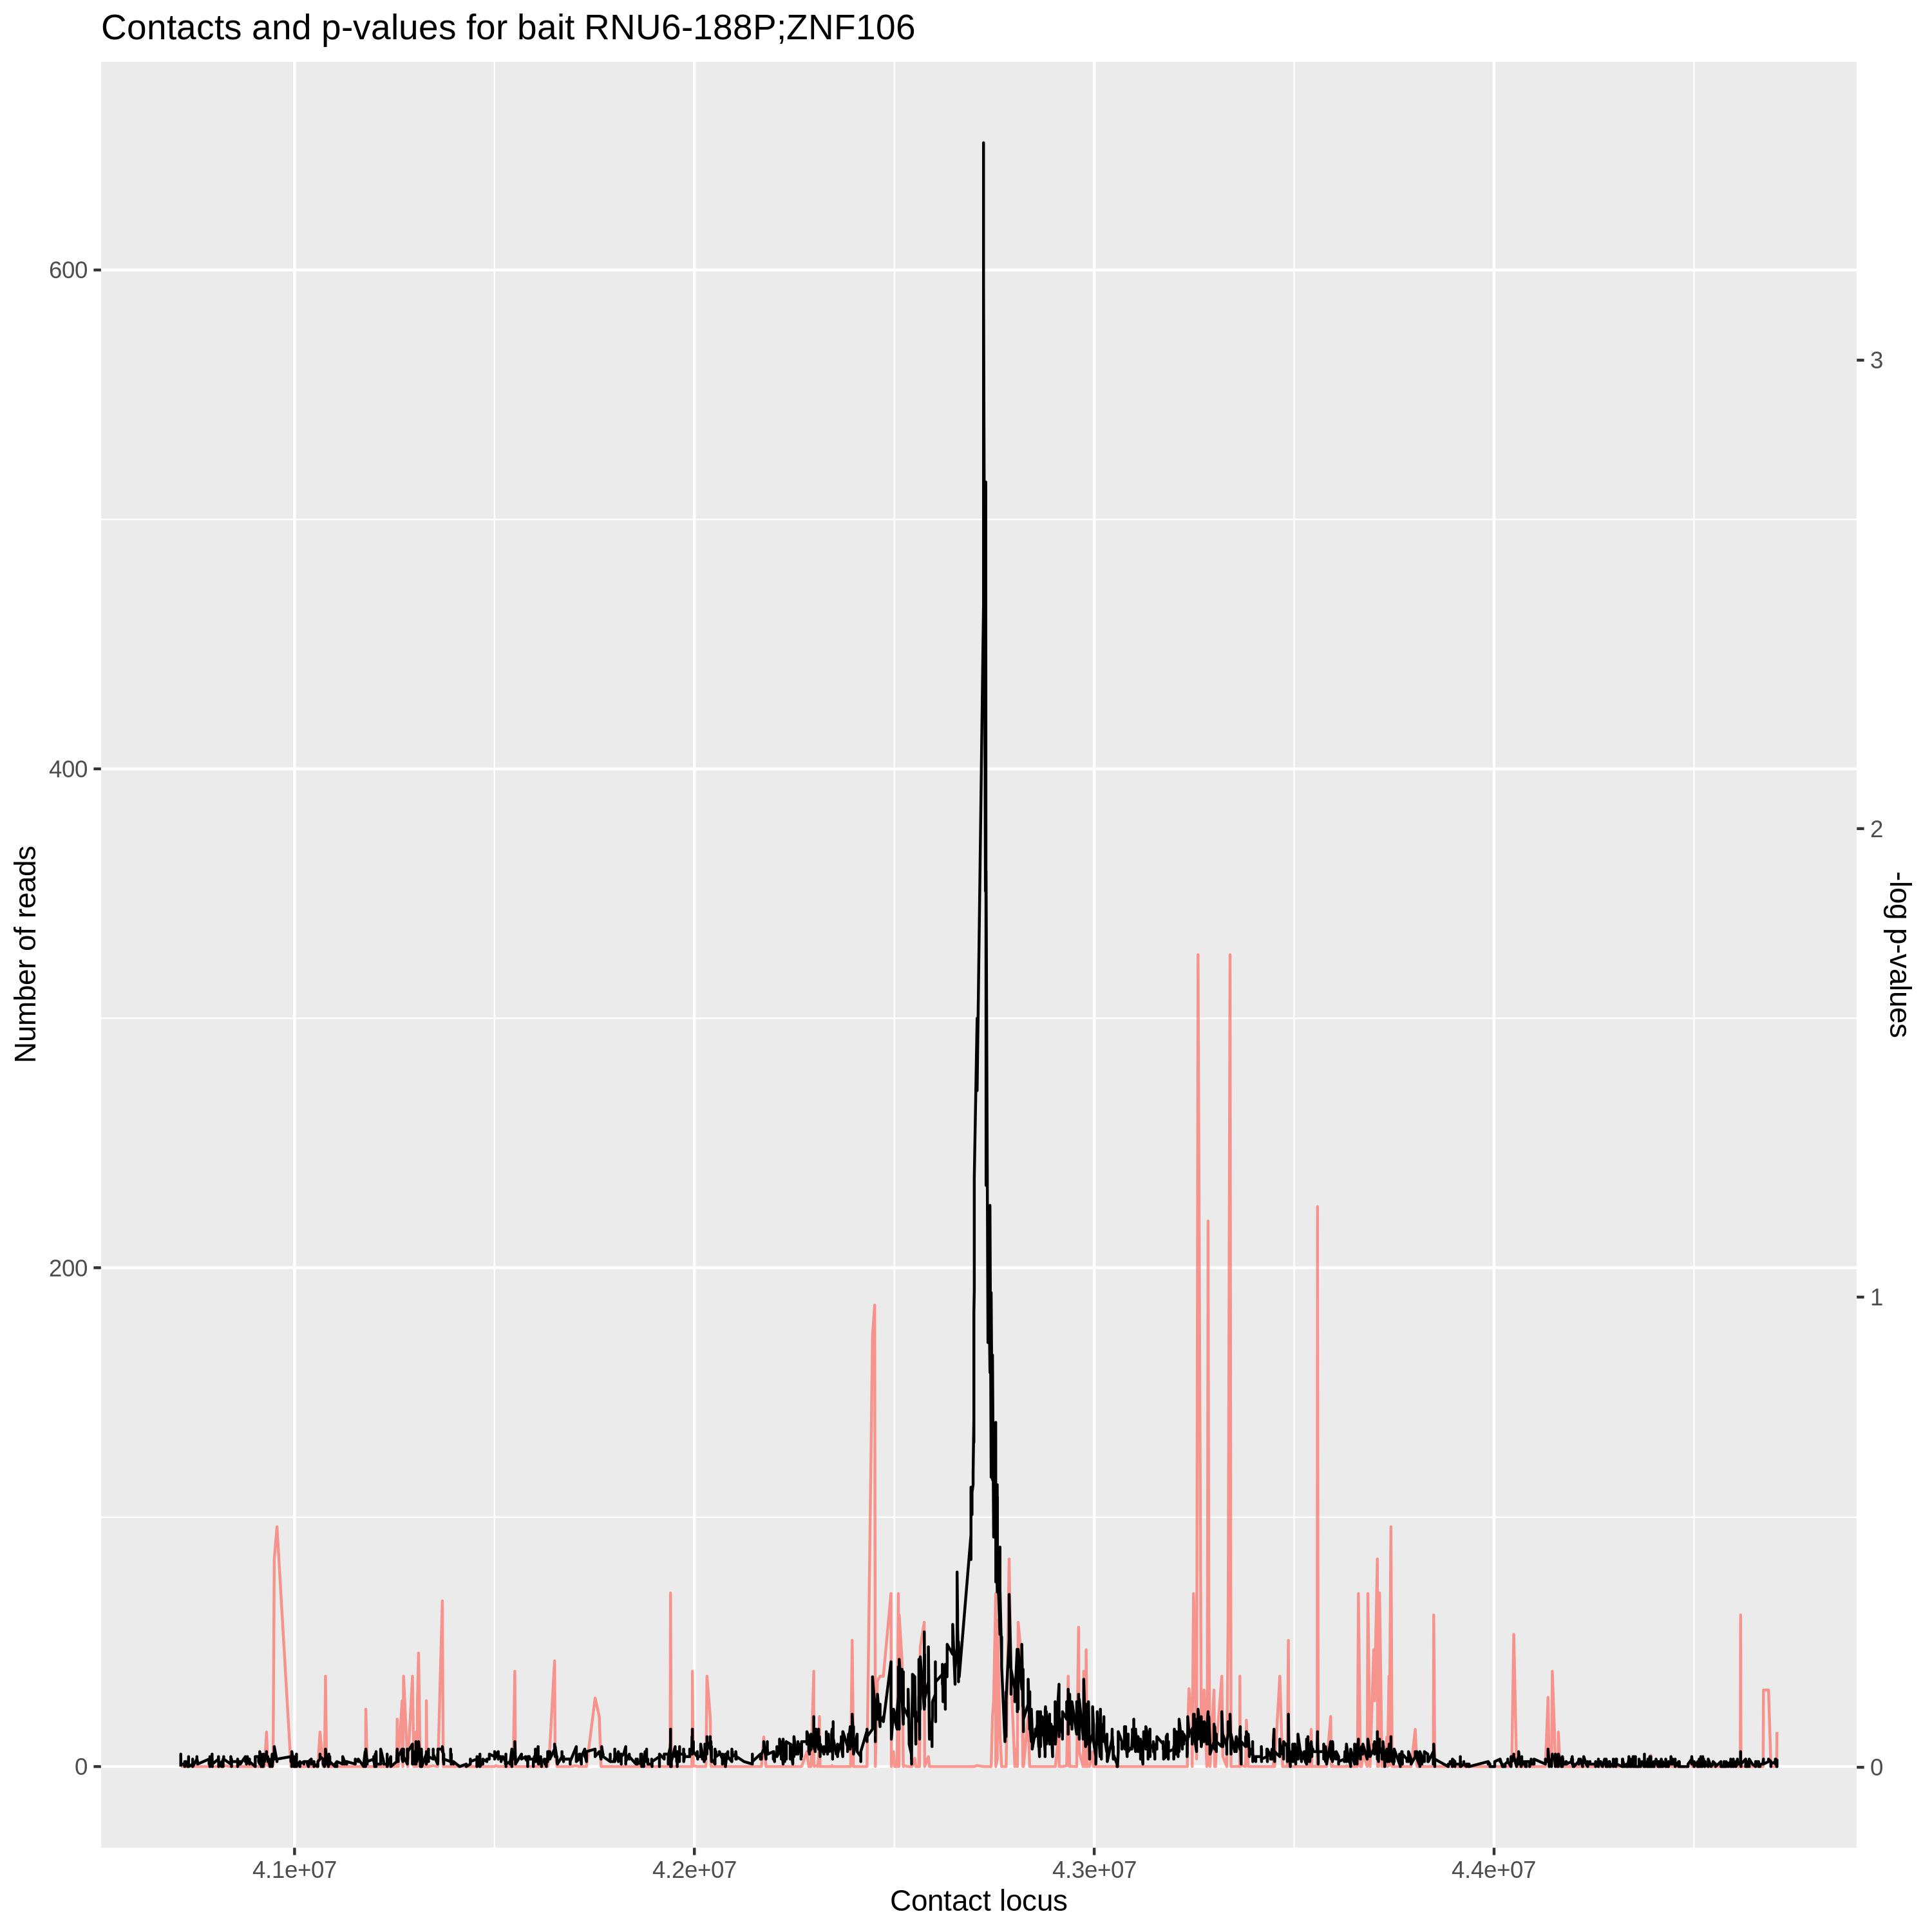 Contacts and p-values for bait RNU6-188P;ZNF106
600
400
200
0
Number of reads
3
2
1
0
-log p-values
4.1e+07
4.2e+07
4.3e+07
4.4e+07
Contact locus